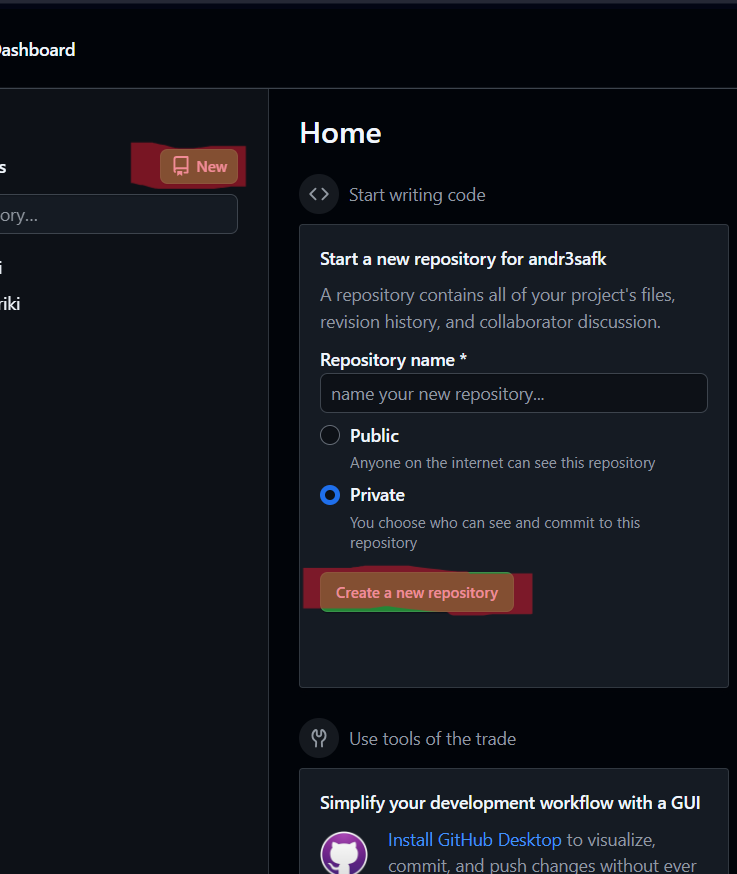 Dashboard
New
ory...
riki
Home
Start writing code
Start a new repository for andr3safk
A repository contains all of your project's files,
revision history, and collaborator discussion.
Repository name *
name your new repository...
Public
Anyone on the internet can see this repository
Private
You choose who can see and commit to this
repository
Create a new repository
Use tools of the trade
Simplify your development workflow with a GUI
Install GitHub Desktop to visualize,
commit, and push changes without ever